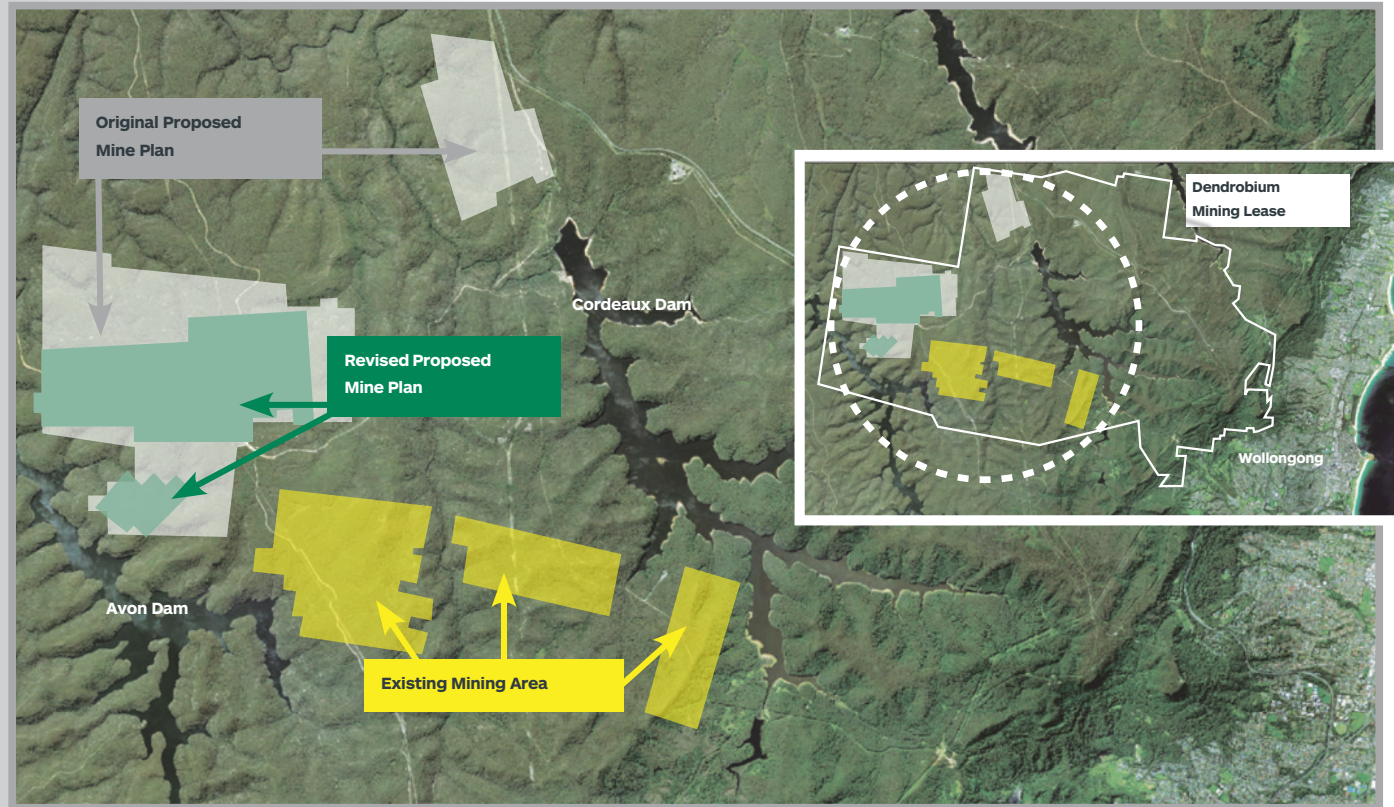 Original Proposed
Mine Plan
Dendrobium
Mining Lease
Cordeaux Dam
Revised Proposed
Mine Plan
Wollongong
Avon Dam
Existing Mining Area